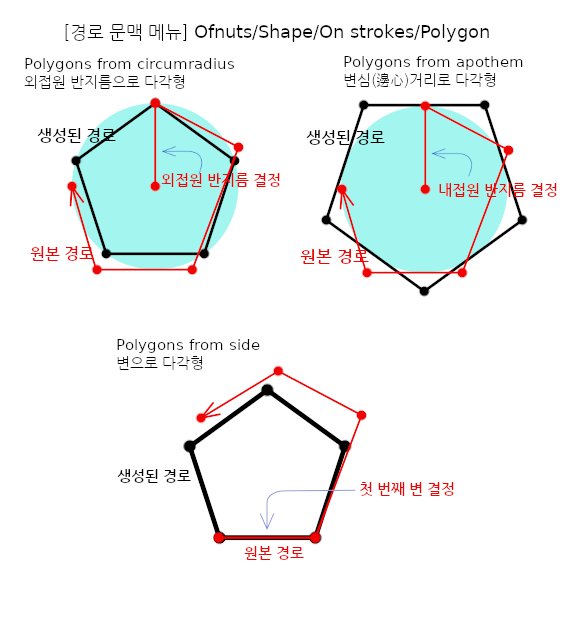 [경로 문맥 메뉴] Ofnuts/Shape/On strokes/Polygon
Polygons from circumradius
외접원 반지름으로 다각형
생성된 경로
외접원 반지름 결정
원본 경로
Polygons from apothem
변심(邊心)거리로 다각형
생성된 경로
내접원 반지름 결정
원본 경로
Polygons from side
변으로 다각형
생성된 경로
첫 번째 변 결정
원본 경로